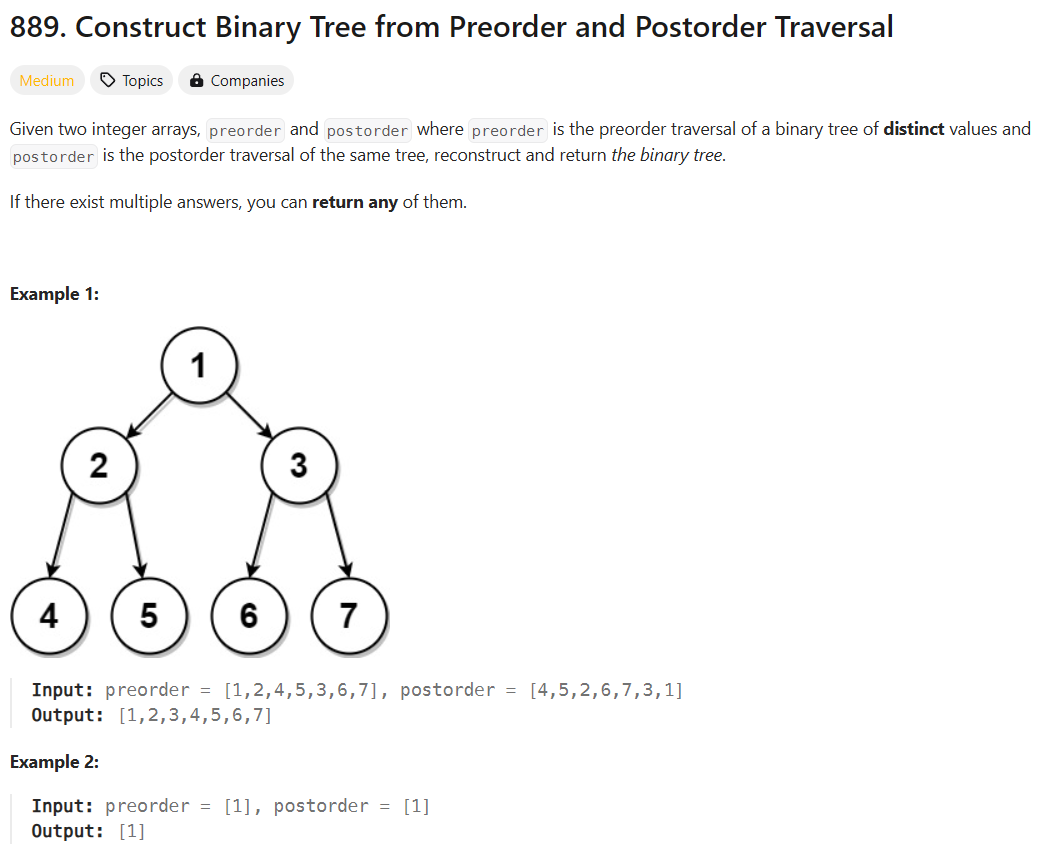 889. Construct Binary Tree from Preorder and Postorder Traversal
Medium Topics Companies
Given two integer arrays, preorder and postorder where preorder is the preorder traversal of a binary tree of distinct values and
postorder is the postorder traversal of the same tree, reconstruct and return the binary tree.
If there exist multiple answers, you can return any of them.
Example 1:
1
2 3
4 5 6 7
Input: preorder = [1,2,4,5,3,6,7], postorder = [4,5,2,6,7,3,1]
Output: [1,2,3,4,5,6,7]
Example 2:
Input: preorder = [1], postorder = [1]
Output: [1]